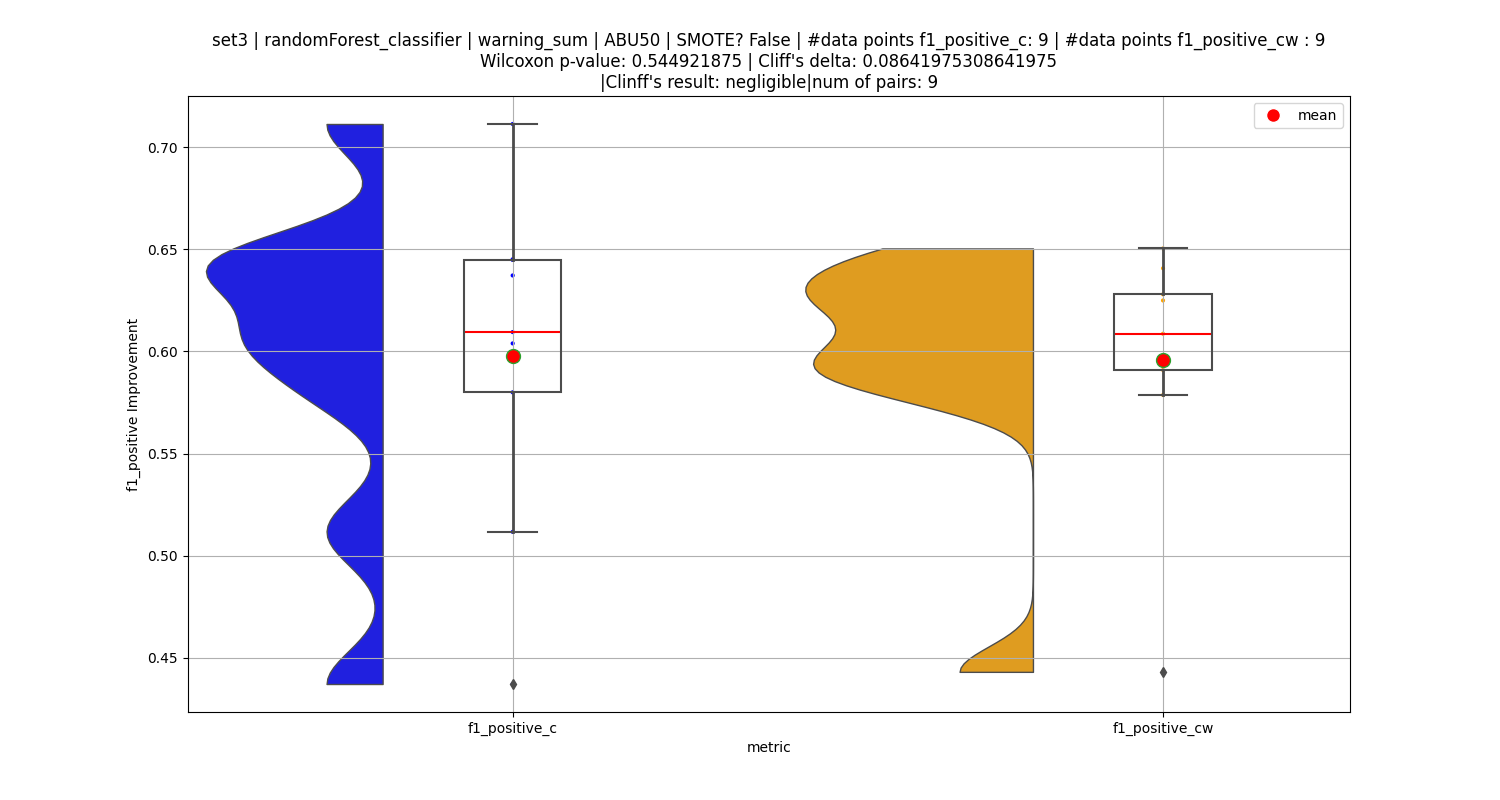 set3 | randomForest_classifier | warning_sum | ABU50 | SMOTE? False | #data points f1_positive_c: 9 | #data points f1_positive_cw : 9
Wilcoxon p-value: 0.544921875 | Cliff's delta: 0.08641975308641975
|Clinff's result: negligible|num of pairs: 9
mean
0.70
0.65
0.60
0.55
0.50
0.45
f1_positive Improvement
f1_positive_c
f1_positive_cw
metric